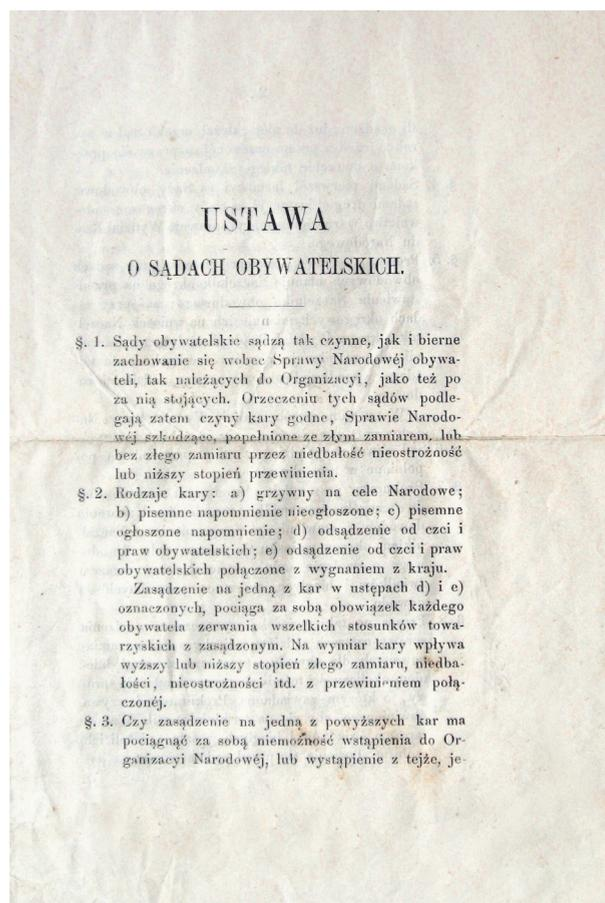 USTAWA
O SĄDACH OBYWATELSKICH.
§. 1. Sądy obywatelskie sądzą tak czynne, jak i bierne
zachowanie się wobec Sprawy Narodowéj obywa-
teli, tak należących do Organizacyi, jako też po
za nią stojących. Orzeczeniu tych sądów podle-
gają zatem czyny kary godne, Sprawie Narodo-
wéj szkodzące, popełnione ze złym zamiarem, lub
bez złego zamiaru przez niedbałość nieostrożność
lub niższy stopień przewinienia.
§. 2. Rodzaje kary: a) grzywny na cele Narodowe;
b) pisemne napomnienie nieogłoszone; c) pisemne
ogłoszone napomnienie; d) odsądzenie od czci i
praw obywatelskich; e) odsądzenie od czci i praw
obywatelskich połączone z wygnaniem z kraju.
Zasądzenie na jedną z kar w ustępach d) i e)
oznaczonych, pociąga za sobą obowiązek każdego
obywatela zerwania wszelkich stosunków towa-
rzyskich z zasądzonym. Na wymiar kary wpływa
wyższy lub niższy stopień złego zamiaru, niedba-
łości, nieostrożności itd. z przewinieniem połą-
czonéj.
§. 3. Czy zasądzenie na jedną z powyższych kar ma
pociągnąć za sobą niemożność wstąpienia do Or-
ganizacyi Narodowéj, lub wystąpienie z tejże, je-